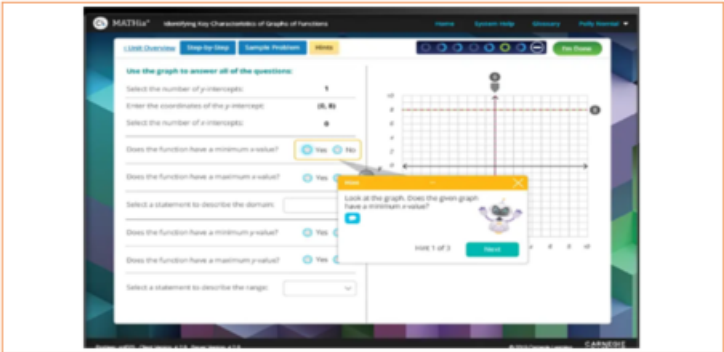 MATHia® Identifying Key Characteristics of Graphs of Functions
Home System Help Glossary Polly Normal
< Unit Overview Step-by-Step Sample Problem Hints
I'm Done
Use the graph to answer all of the questions:
Select the number of y-intercepts: 1
Enter the coordinates of the y-intercept: (0, 8)
Select the number of x-intercepts: 0
Does the function have a minimum x-value? Yes No
Does the function have a maximum x-value? Yes
Select a statement to describe the domain:
Does the function have a minimum y-value? Yes
Does the function have a maximum y-value? Yes
Select a statement to describe the range:
Look at the graph. Does the given graph
have a minimum x-value?
Hint 1 of 3 Next
CARNEGIE